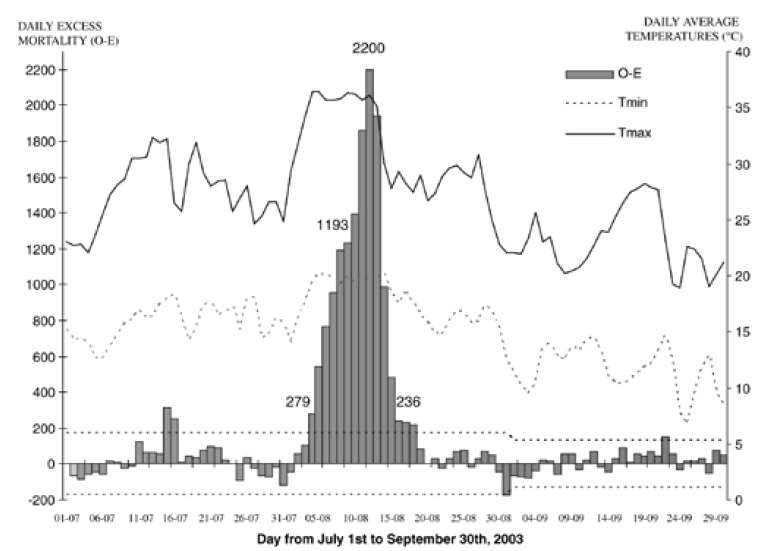 DAILY EXCESS
MORTALITY (O-E)
DAILY AVERAGE
TEMPERATURES (°C)
2200
2000
1800
1600
1400
1200
1000
800
600
400
200
0
-200
40
35
30
25
20
15
10
5
0
O-E
Tmin
Tmax
2200
1193
279
236
01-07 06-07 11-07 16-07 21-07 26-07 31-07 05-08 10-08 15-08 20-08 25-08 30-08 04-09 09-09 14-09 19-09 24-09 29-09
Day from July 1st to September 30th, 2003